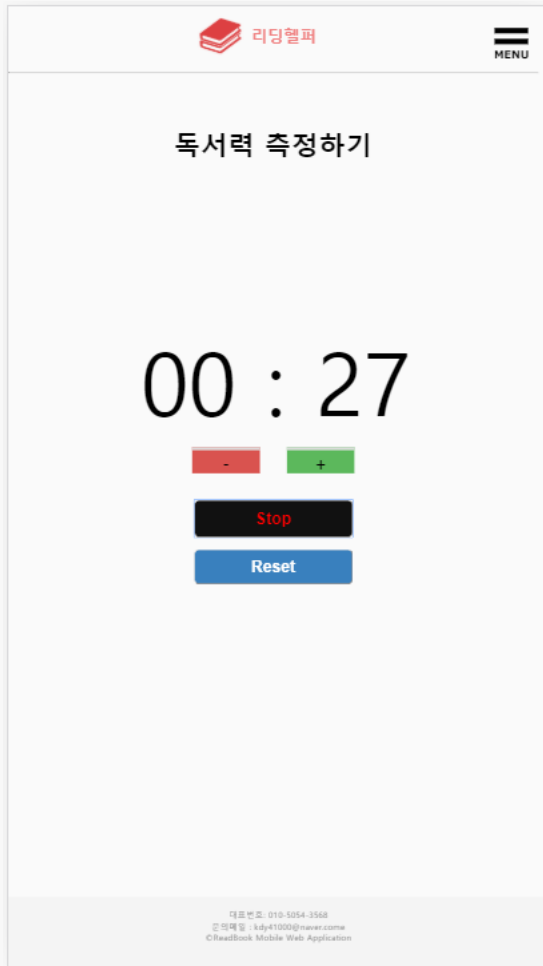 리딩헬퍼
MENU
독서력 측정하기
00 : 27
- +
Stop
Reset
대표번호: 010-5054-3568
문의메일 : kdy41000@naver.come
©ReadBook Mobile Web Application